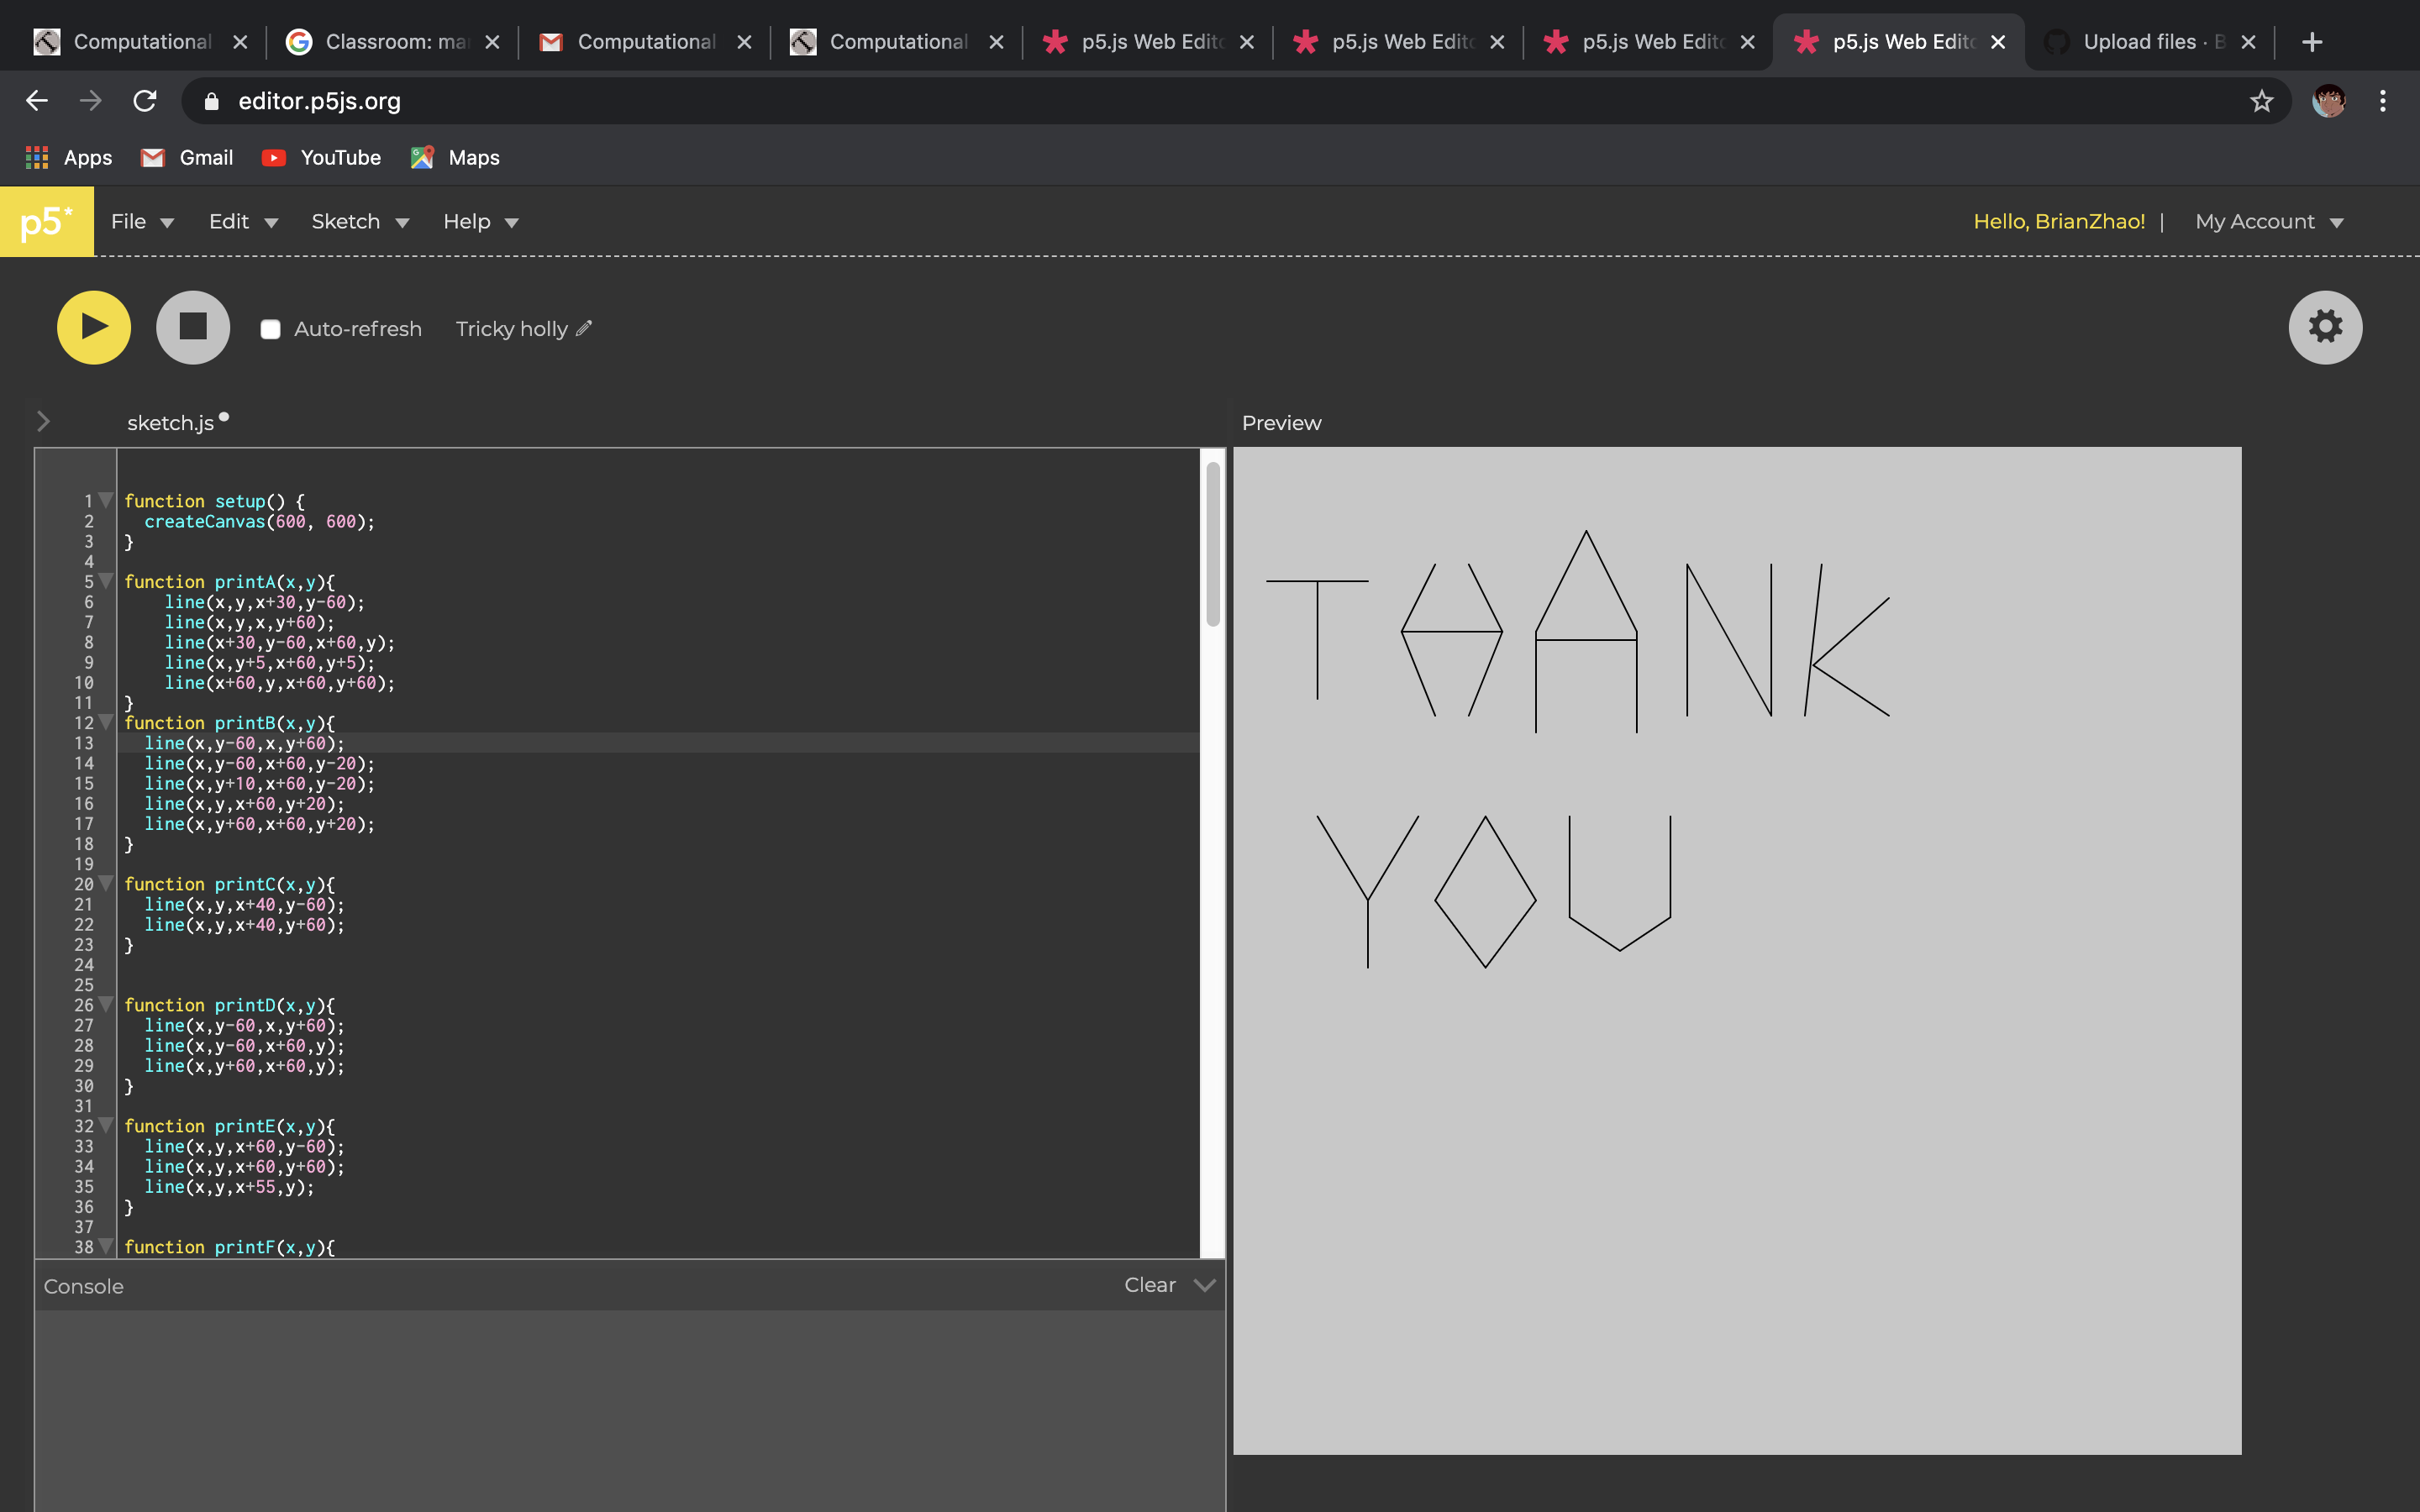 Computational
Classroom: ma
Computational
Computational
p5.js Web Edito
p5.js Web Edito
p5.js Web Edito
p5.js Web Edito
Upload files · B
editor.p5js.org
Apps Gmail YouTube Maps
p5* File Edit Sketch Help Hello, BrianZhao! | My Account
Auto-refresh Tricky holly
sketch.js
Preview
1 function setup() {
2 createCanvas(600, 600);
3 }
4
5 function printA(x,y){
6 line(x,y,x+30,y-60);
7 line(x,y,x,y+60);
8 line(x+30,y-60,x+60,y);
9 line(x,y+5,x+60,y+5);
10 line(x+60,y,x+60,y+60);
11 }
12 function printB(x,y){
13 line(x,y-60,x,y+60);
14 line(x,y-60,x+60,y-20);
15 line(x,y+10,x+60,y-20);
16 line(x,y,x+60,y+20);
17 line(x,y+60,x+60,y+20);
18 }
19
20 function printC(x,y){
21 line(x,y,x+40,y-60);
22 line(x,y,x+40,y+60);
23 }
24
25
26 function printD(x,y){
27 line(x,y-60,x,y+60);
28 line(x,y-60,x+60,y);
29 line(x,y+60,x+60,y);
30 }
31
32 function printE(x,y){
33 line(x,y,x+60,y-60);
34 line(x,y,x+60,y+60);
35 line(x,y,x+55,y);
36 }
37
38 function printF(x,y){
Console Clear
THANK
YOU